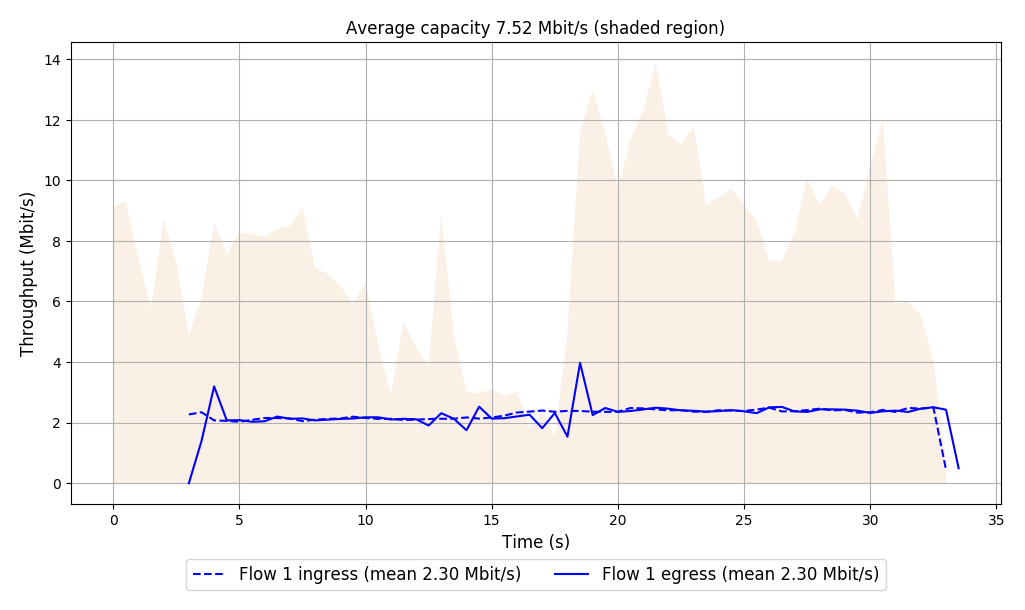 Average capacity 7.52 Mbit/s (shaded region)
14
12
10
8
6
4
2
0
Throughput (Mbit/s)
0 5 10 15 20 25 30 35
Time (s)
Flow 1 ingress (mean 2.30 Mbit/s) Flow 1 egress (mean 2.30 Mbit/s)